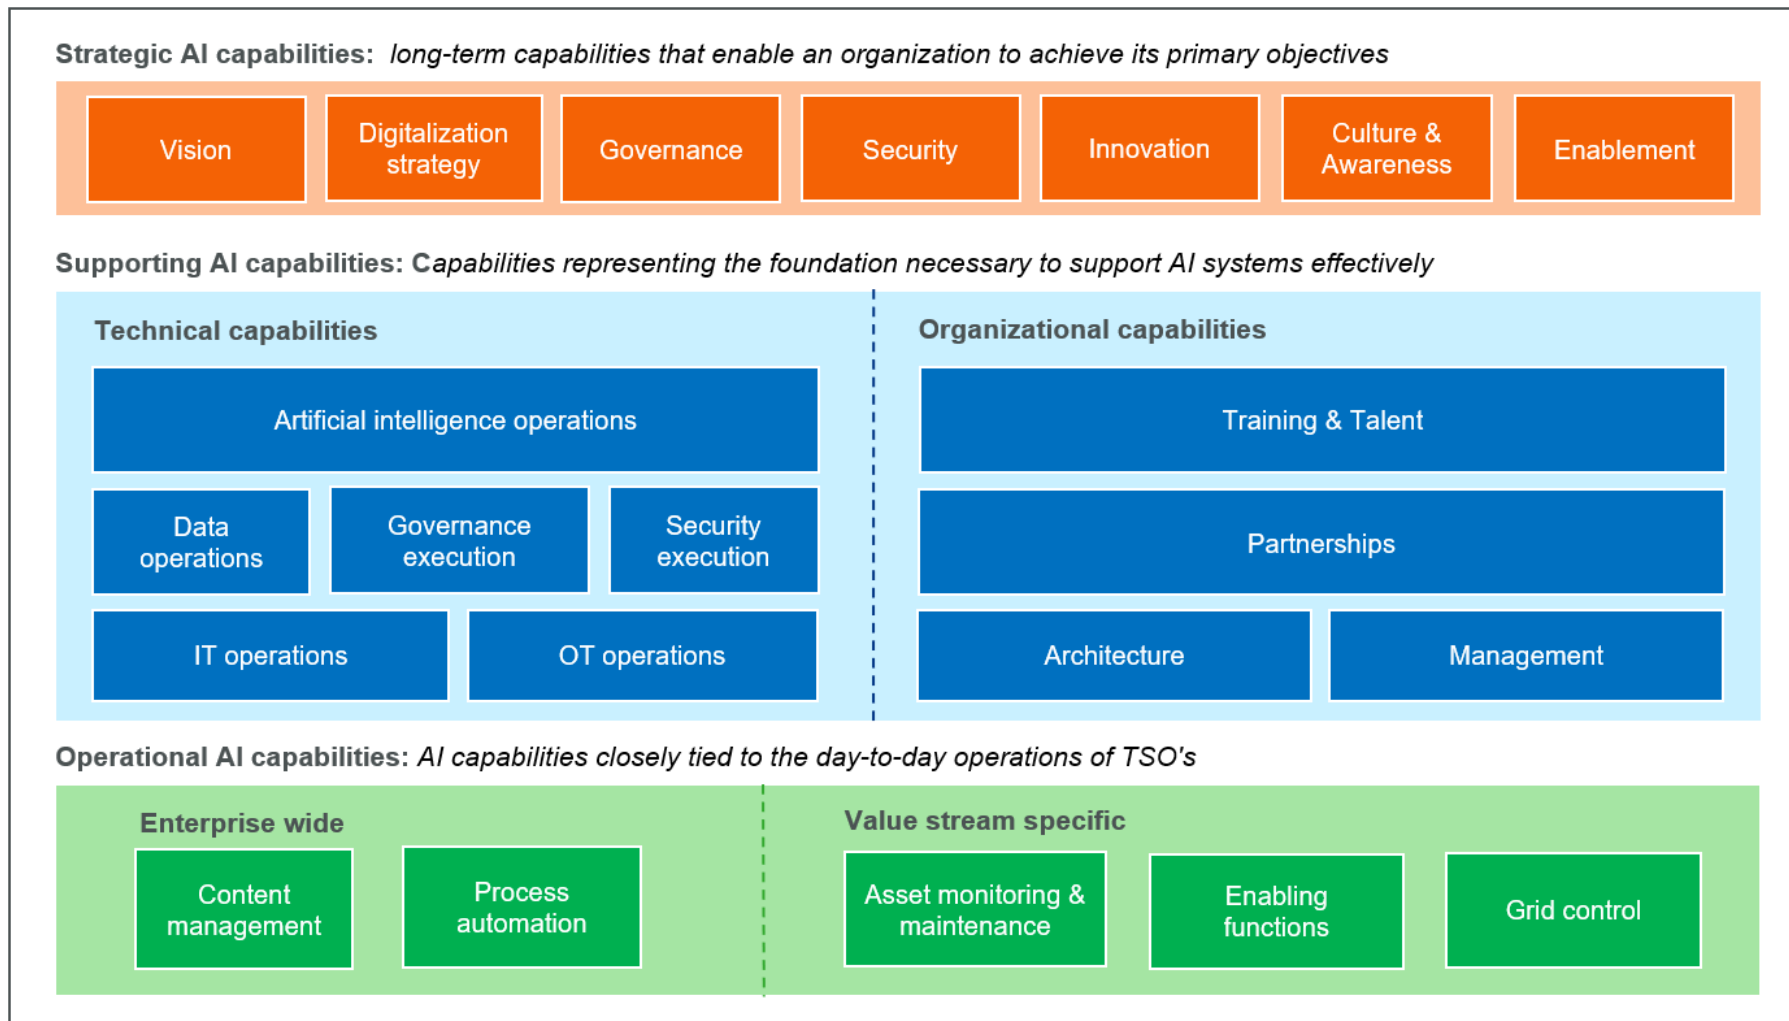 Strategic AI capabilities: long-term capabilities that enable an organization to achieve its primary objectives
Vision
Digitalization
strategy
Governance
Security
Innovation
Culture &
Awareness
Enablement
Supporting AI capabilities: Capabilities representing the foundation necessary to support AI systems effectively
Technical capabilities
Artificial intelligence operations
Data
operations
Governance
execution
Security
execution
IT operations
OT operations
Organizational capabilities
Training & Talent
Partnerships
Architecture
Management
Operational AI capabilities: AI capabilities closely tied to the day-to-day operations of TSO's
Enterprise wide
Content
management
Process
automation
Value stream specific
Asset monitoring &
maintenance
Enabling
functions
Grid control